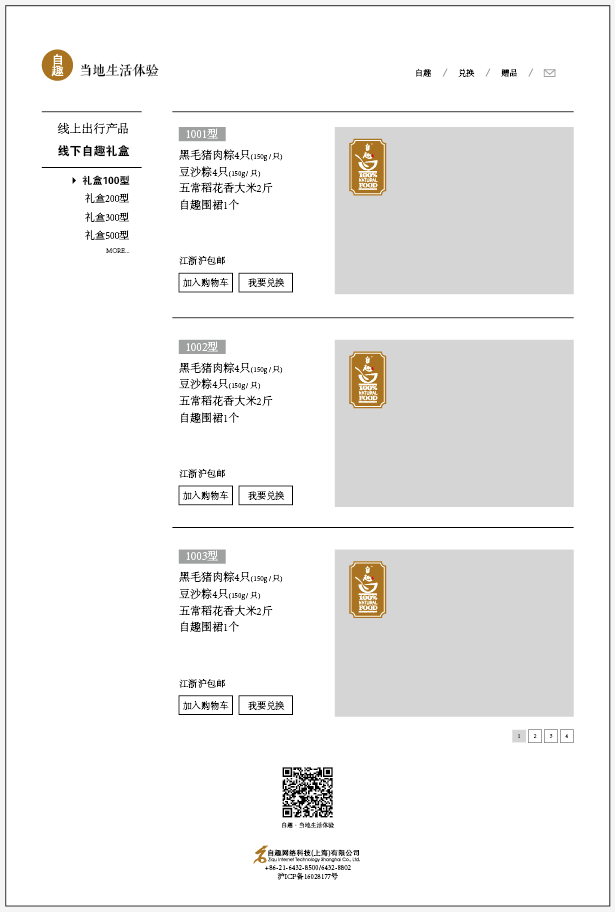 自趣
当地生活体验
自趣 / 兑换 / 赠品 /
线上出行产品
线下自趣礼盒
礼盒100型
礼盒200型
礼盒300型
礼盒500型
MORE...
1001型
黑毛猪肉粽4只(150g / 只)
豆沙粽4只(150g / 只)
五常稻花香大米2斤
自趣围裙1个
江浙沪包邮
加入购物车 我要兑换
自趣
100%
NATURAL
FOOD
1002型
黑毛猪肉粽4只(150g / 只)
豆沙粽4只(150g / 只)
五常稻花香大米2斤
自趣围裙1个
江浙沪包邮
加入购物车 我要兑换
自趣
100%
NATURAL
FOOD
1003型
黑毛猪肉粽4只(150g / 只)
豆沙粽4只(150g / 只)
五常稻花香大米2斤
自趣围裙1个
江浙沪包邮
加入购物车 我要兑换
自趣
100%
NATURAL
FOOD
1 2 3 4
自趣 · 当地生活体验
自趣网络科技(上海)有限公司
Ziqu Internet Technology Shanghai Co., Ltd.
+86-21-6432-8500/6432-8802
沪ICP备16028177号